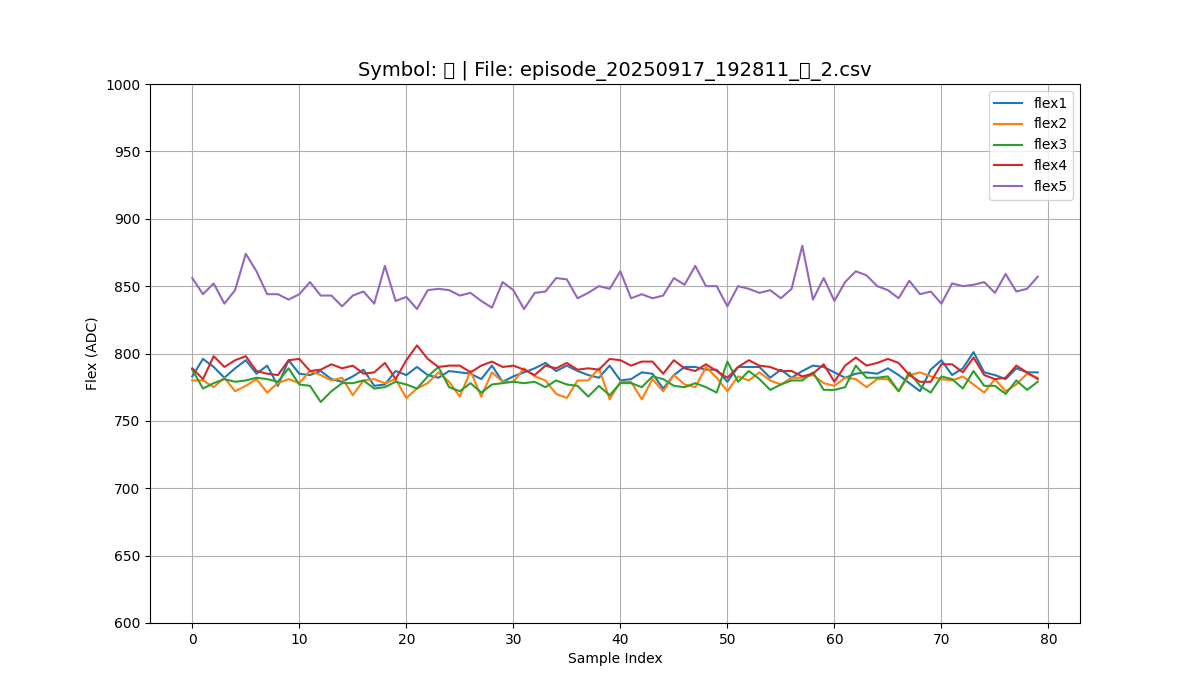 Symbol: | File: episode_20250917_192811_ _2.csv
1000
950
900
850
800
750
700
650
600
Flex (ADC)
0 10 20 30 40 50 60 70 80
Sample Index
flex1
flex2
flex3
flex4
flex5